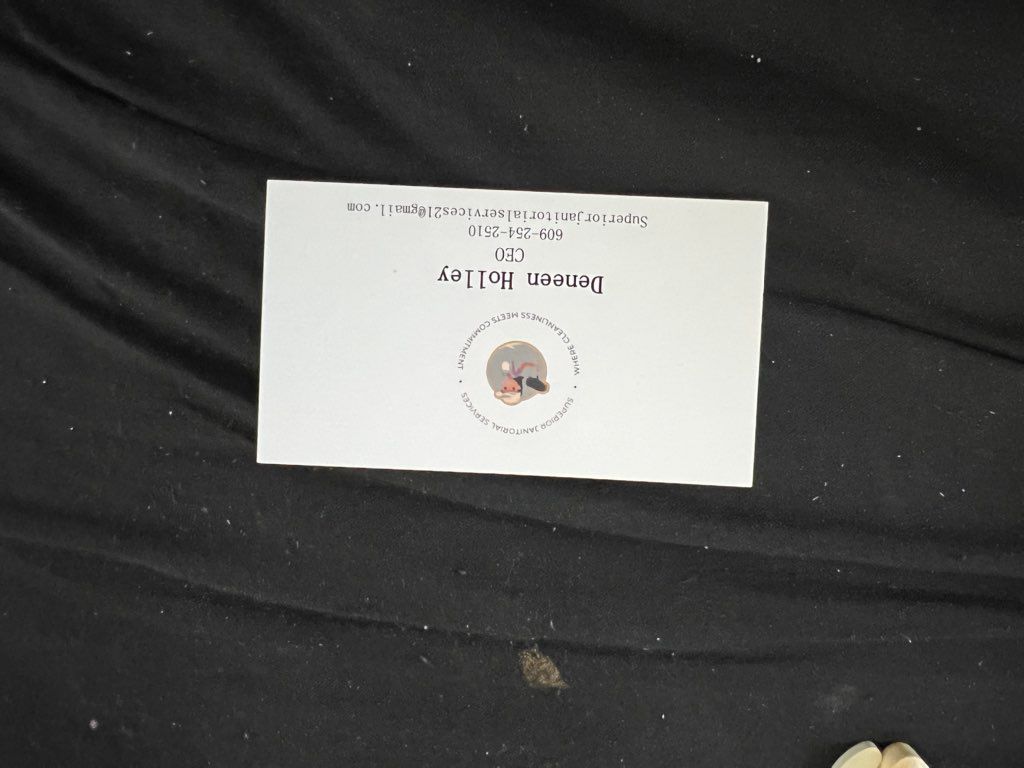 SUPERIOR JANITORIAL SERVICES
WHERE CLEANLINESS MEETS COMMITMENT
Deneen Holley
CEO
609-254-2510
Superiorjanitorialservices21@gmail.com